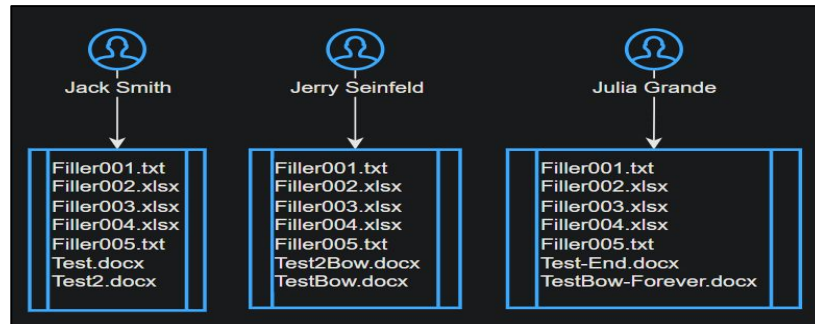 Jack Smith
Filler001.txt
Filler002.xlsx
Filler003.xlsx
Filler004.xlsx
Filler005.txt
Test.docx
Test2.docx
Jerry Seinfeld
Filler001.txt
Filler002.xlsx
Filler003.xlsx
Filler004.xlsx
Filler005.txt
Test2Bow.docx
TestBow.docx
Julia Grande
Filler001.txt
Filler002.xlsx
Filler003.xlsx
Filler004.xlsx
Filler005.txt
Test-End.docx
TestBow-Forever.docx